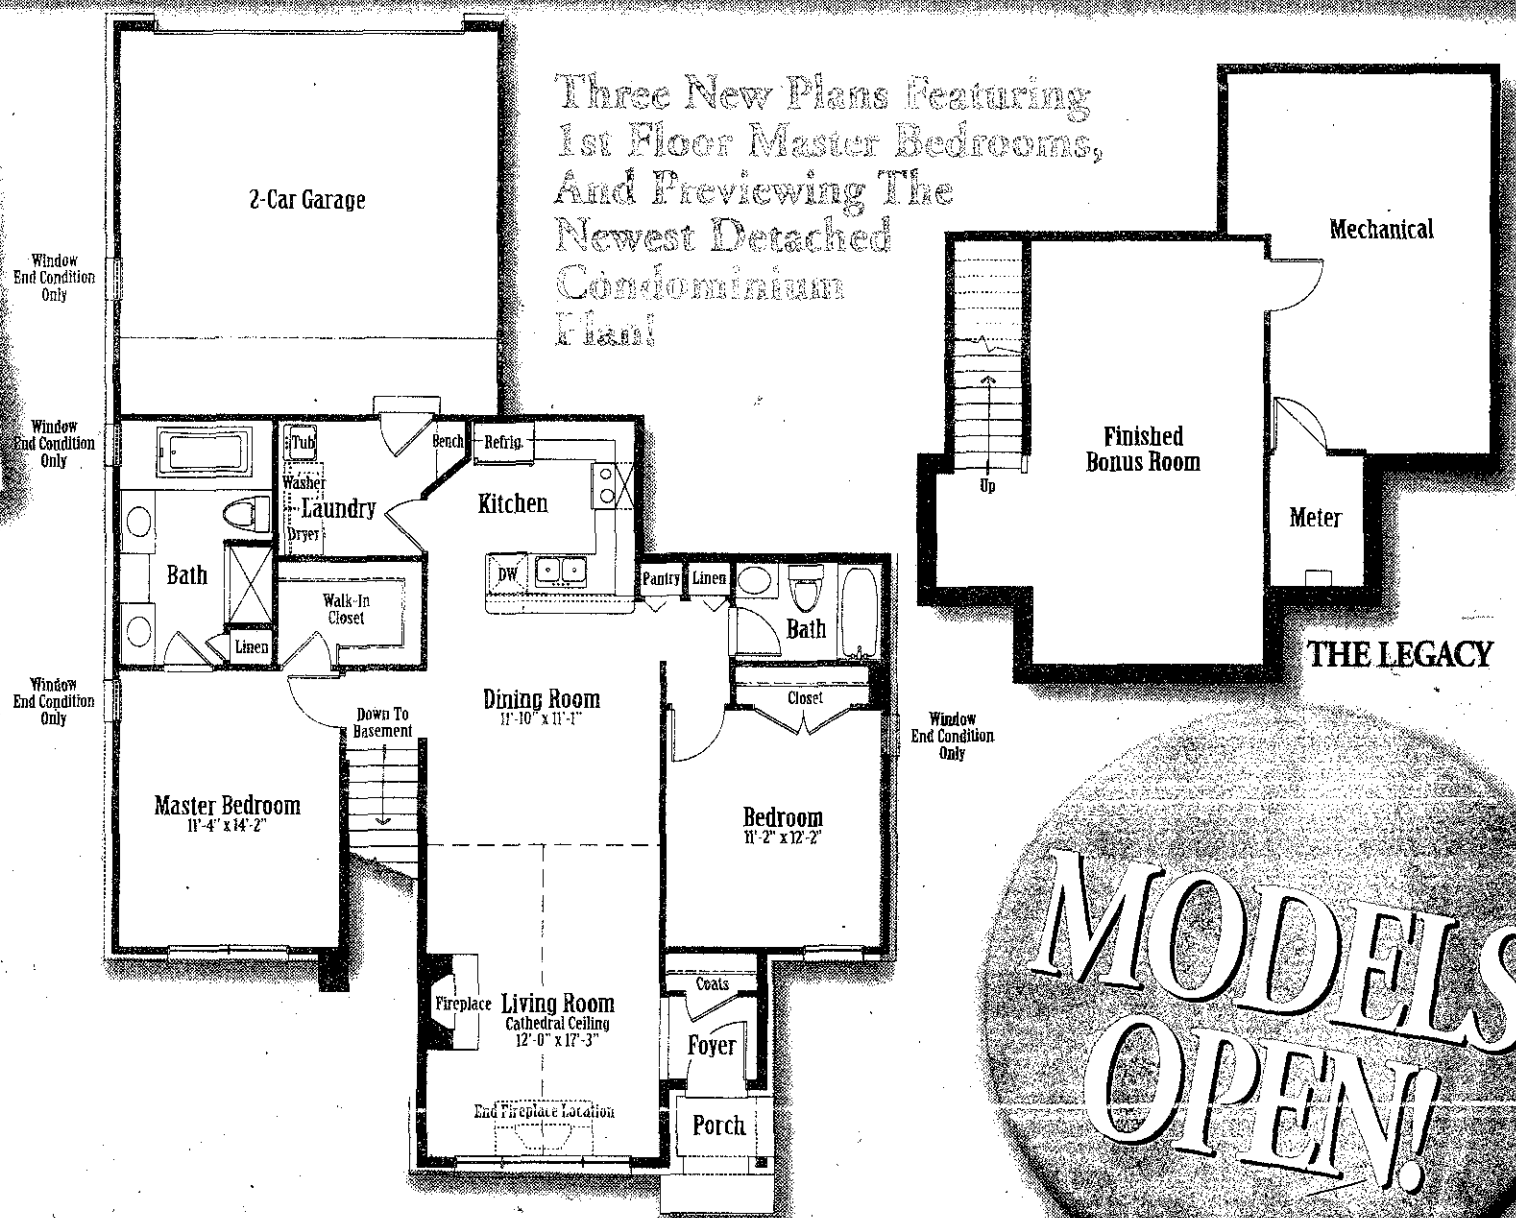 Three New Plans Featuring
1st Floor Master Bedrooms,
And Previewing The
Newest Detached
Condominium
Plan!
2-Car Garage
Window
End Condition
Only
Window
End Condition
Only
Window
End Condition
Only
Tub
Bench
Refrig.
Washer
Laundry
Dryer
Kitchen
DW
Bath
Walk-In
Closet
Linen
Pantry
Linen
Bath
Closet
Dining Room
11'-10" x 11'-1"
Down To
Basement
Master Bedroom
11'-4" x 14'-2"
Bedroom
11'-2" x 12'-2"
Window
End Condition
Only
Coats
Fireplace
Living Room
Cathedral Ceiling
12'-0" x 17'-3"
Foyer
End Fireplace Location
Porch
Mechanical
Finished
Bonus Room
Up
Meter
THE LEGACY
MODELS
OPEN!